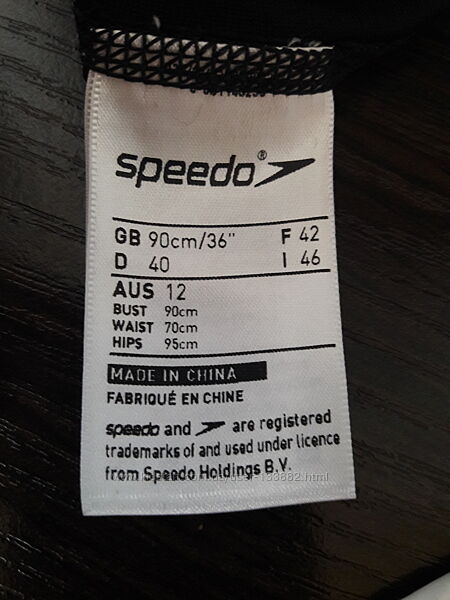 speedo®
GB 90cm/36" F 42
D 40 I 46
AUS 12
BUST 90cm
WAIST 70cm
HIPS 95cm
MADE IN CHINA
FABRIQUÉ EN CHINE
speedo and are registered
trademarks of and used under licence
from Speedo Holdings B.V.